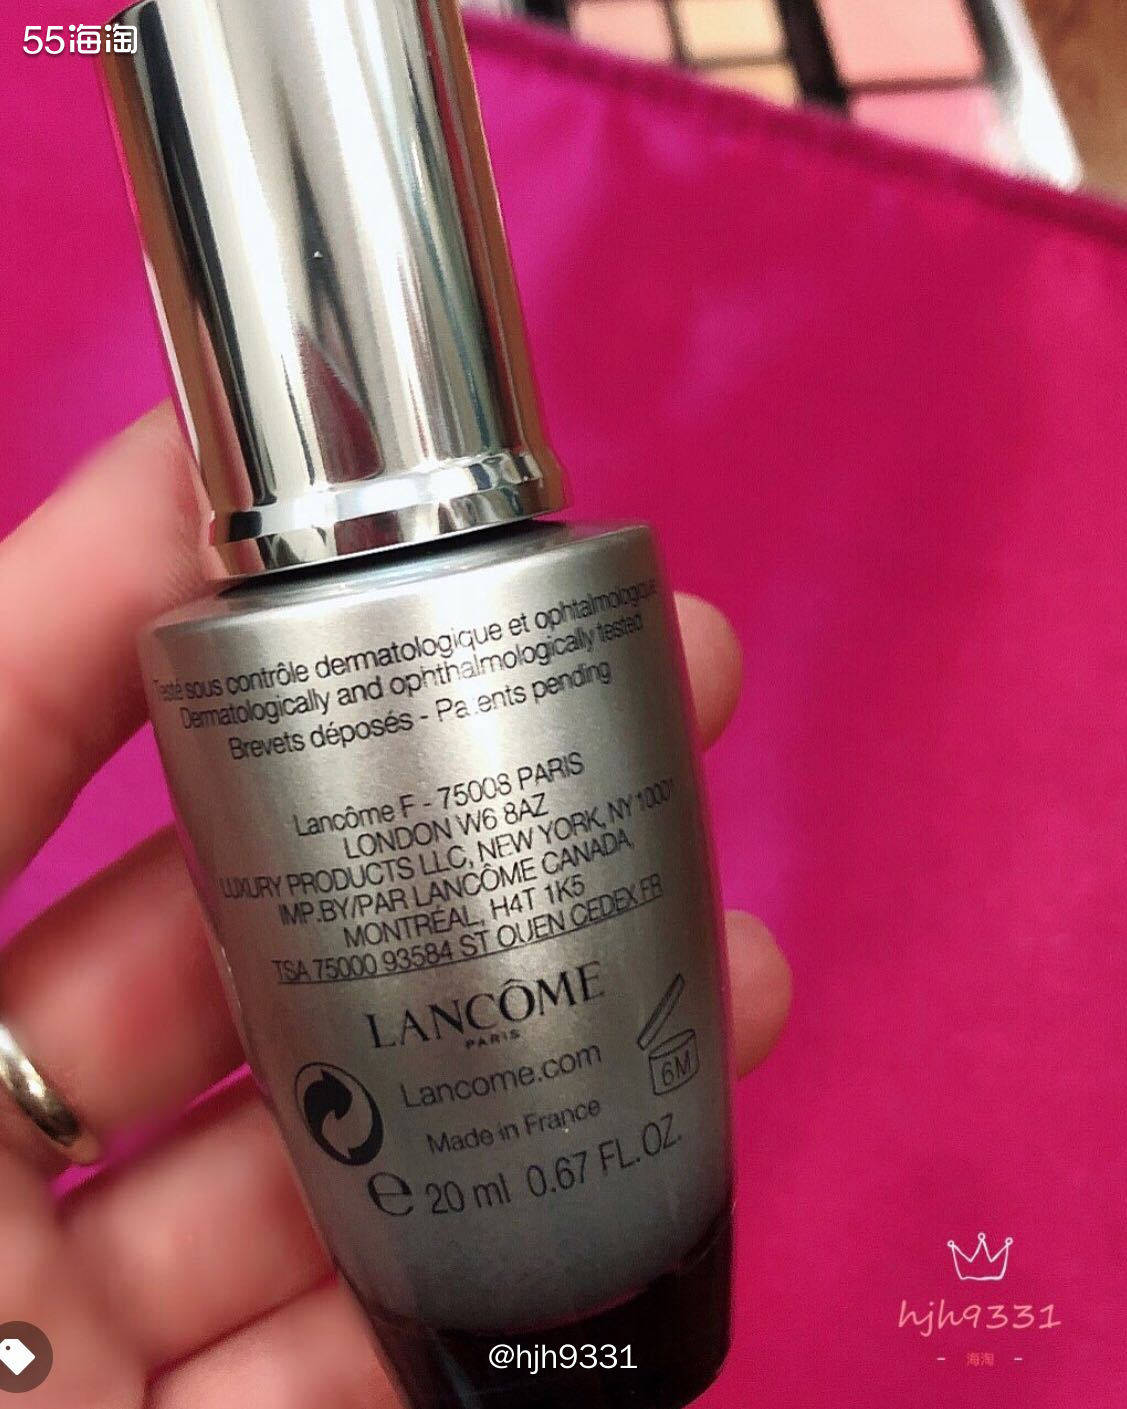 55海淘
Testé sous contrôle dermatologique et ophtalmologique
Dermatologically and ophthalmologically tested
Brevets déposés - Pa ents pending
Lancôme F - 75008 PARIS
LONDON W6 8AZ
LUXURY PRODUCTS LLC, NEW YORK, NY 10001
IMP.BY/PAR LANCÔME CANADA,
MONTRÉAL, H4T 1K5
TSA 75000 93584 ST OUEN CEDEX FR
LANCÔME
PARIS
Lancome.com
6M
Made in France
e 20 ml 0.67 FL.OZ.
hjh9331
- 海淘 -
@hjh9331